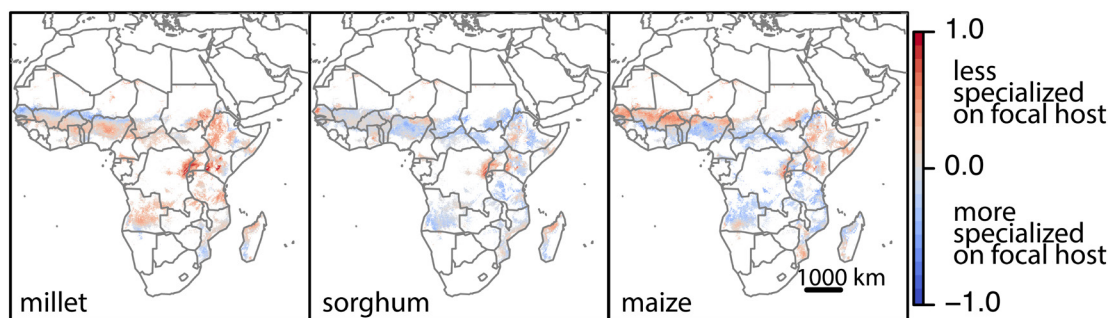 millet
sorghum
maize
1000 km
1.0
less
specialized
on focal host
0.0
more
specialized
on focal host
−1.0